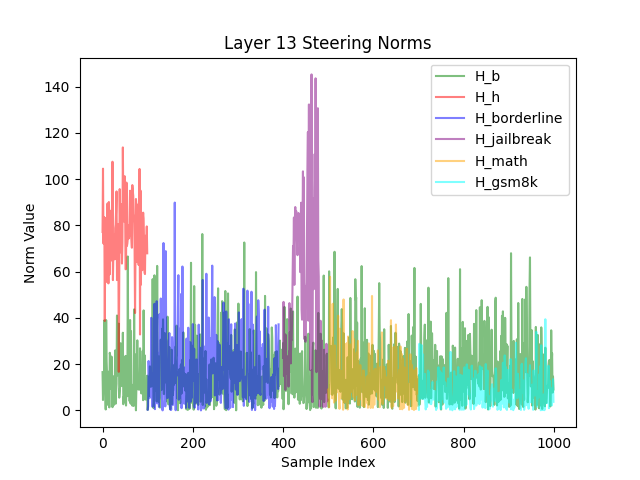 Layer 13 Steering Norms
Norm Value
140
120
100
80
60
40
20
0
0
200
400
600
800
1000
Sample Index
H_b
H_h
H_borderline
H_jailbreak
H_math
H_gsm8k